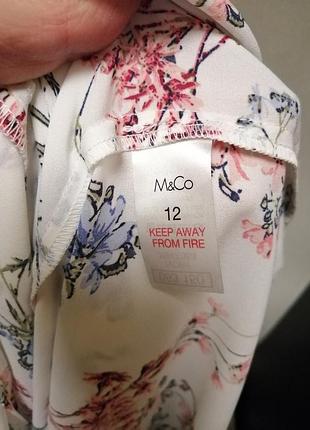 M&Co
12
KEEP AWAY
FROM FIRE